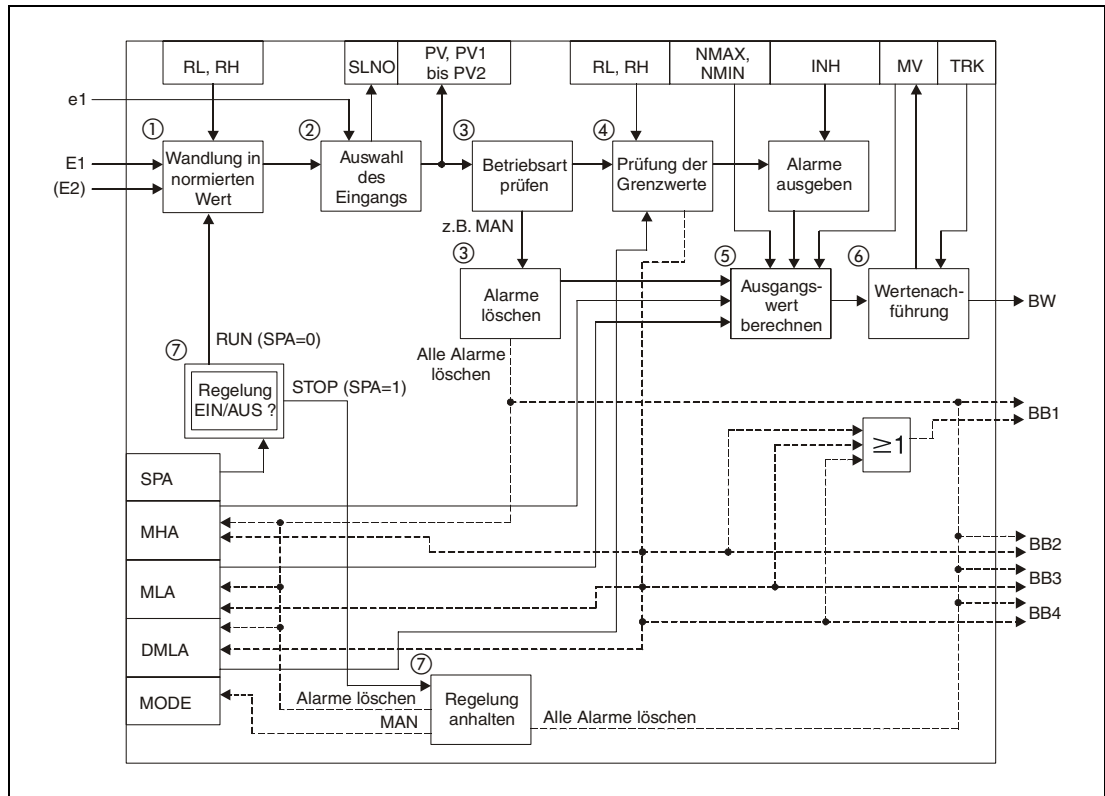 RL, RH
SLNO
PV, PV1
bis PV2
RL, RH
NMAX,
NMIN
INH
MV
TRK
e1
E1
(E2)
①
Wandlung in
normierten
Wert
②
Auswahl
des
Eingangs
③
Betriebsart
prüfen
④
Prüfung der
Grenzwerte
Alarme
ausgeben
z.B. MAN
③
Alarme
löschen
⑤
Ausgangs-
wert
berechnen
⑥
Wertenach-
führung
BW
Alle Alarme
löschen
RUN (SPA=0)
⑦
Regelung
EIN/AUS ?
STOP (SPA=1)
≥1
BB1
SPA
MHA
MLA
DMLA
MODE
BB2
BB3
BB4
⑦
Regelung
anhalten
Alarme löschen
MAN
Alle Alarme löschen